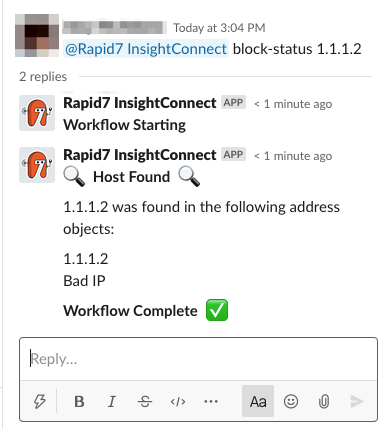 Today at 3:04 PM
@Rapid7 InsightConnect block-status 1.1.1.2
2 replies
Rapid7 InsightConnect APP < 1 minute ago
Workflow Starting
Rapid7 InsightConnect APP < 1 minute ago
Host Found
1.1.1.2 was found in the following address
objects:
1.1.1.2
Bad IP
Workflow Complete
Reply...
B I S </> ... Aa